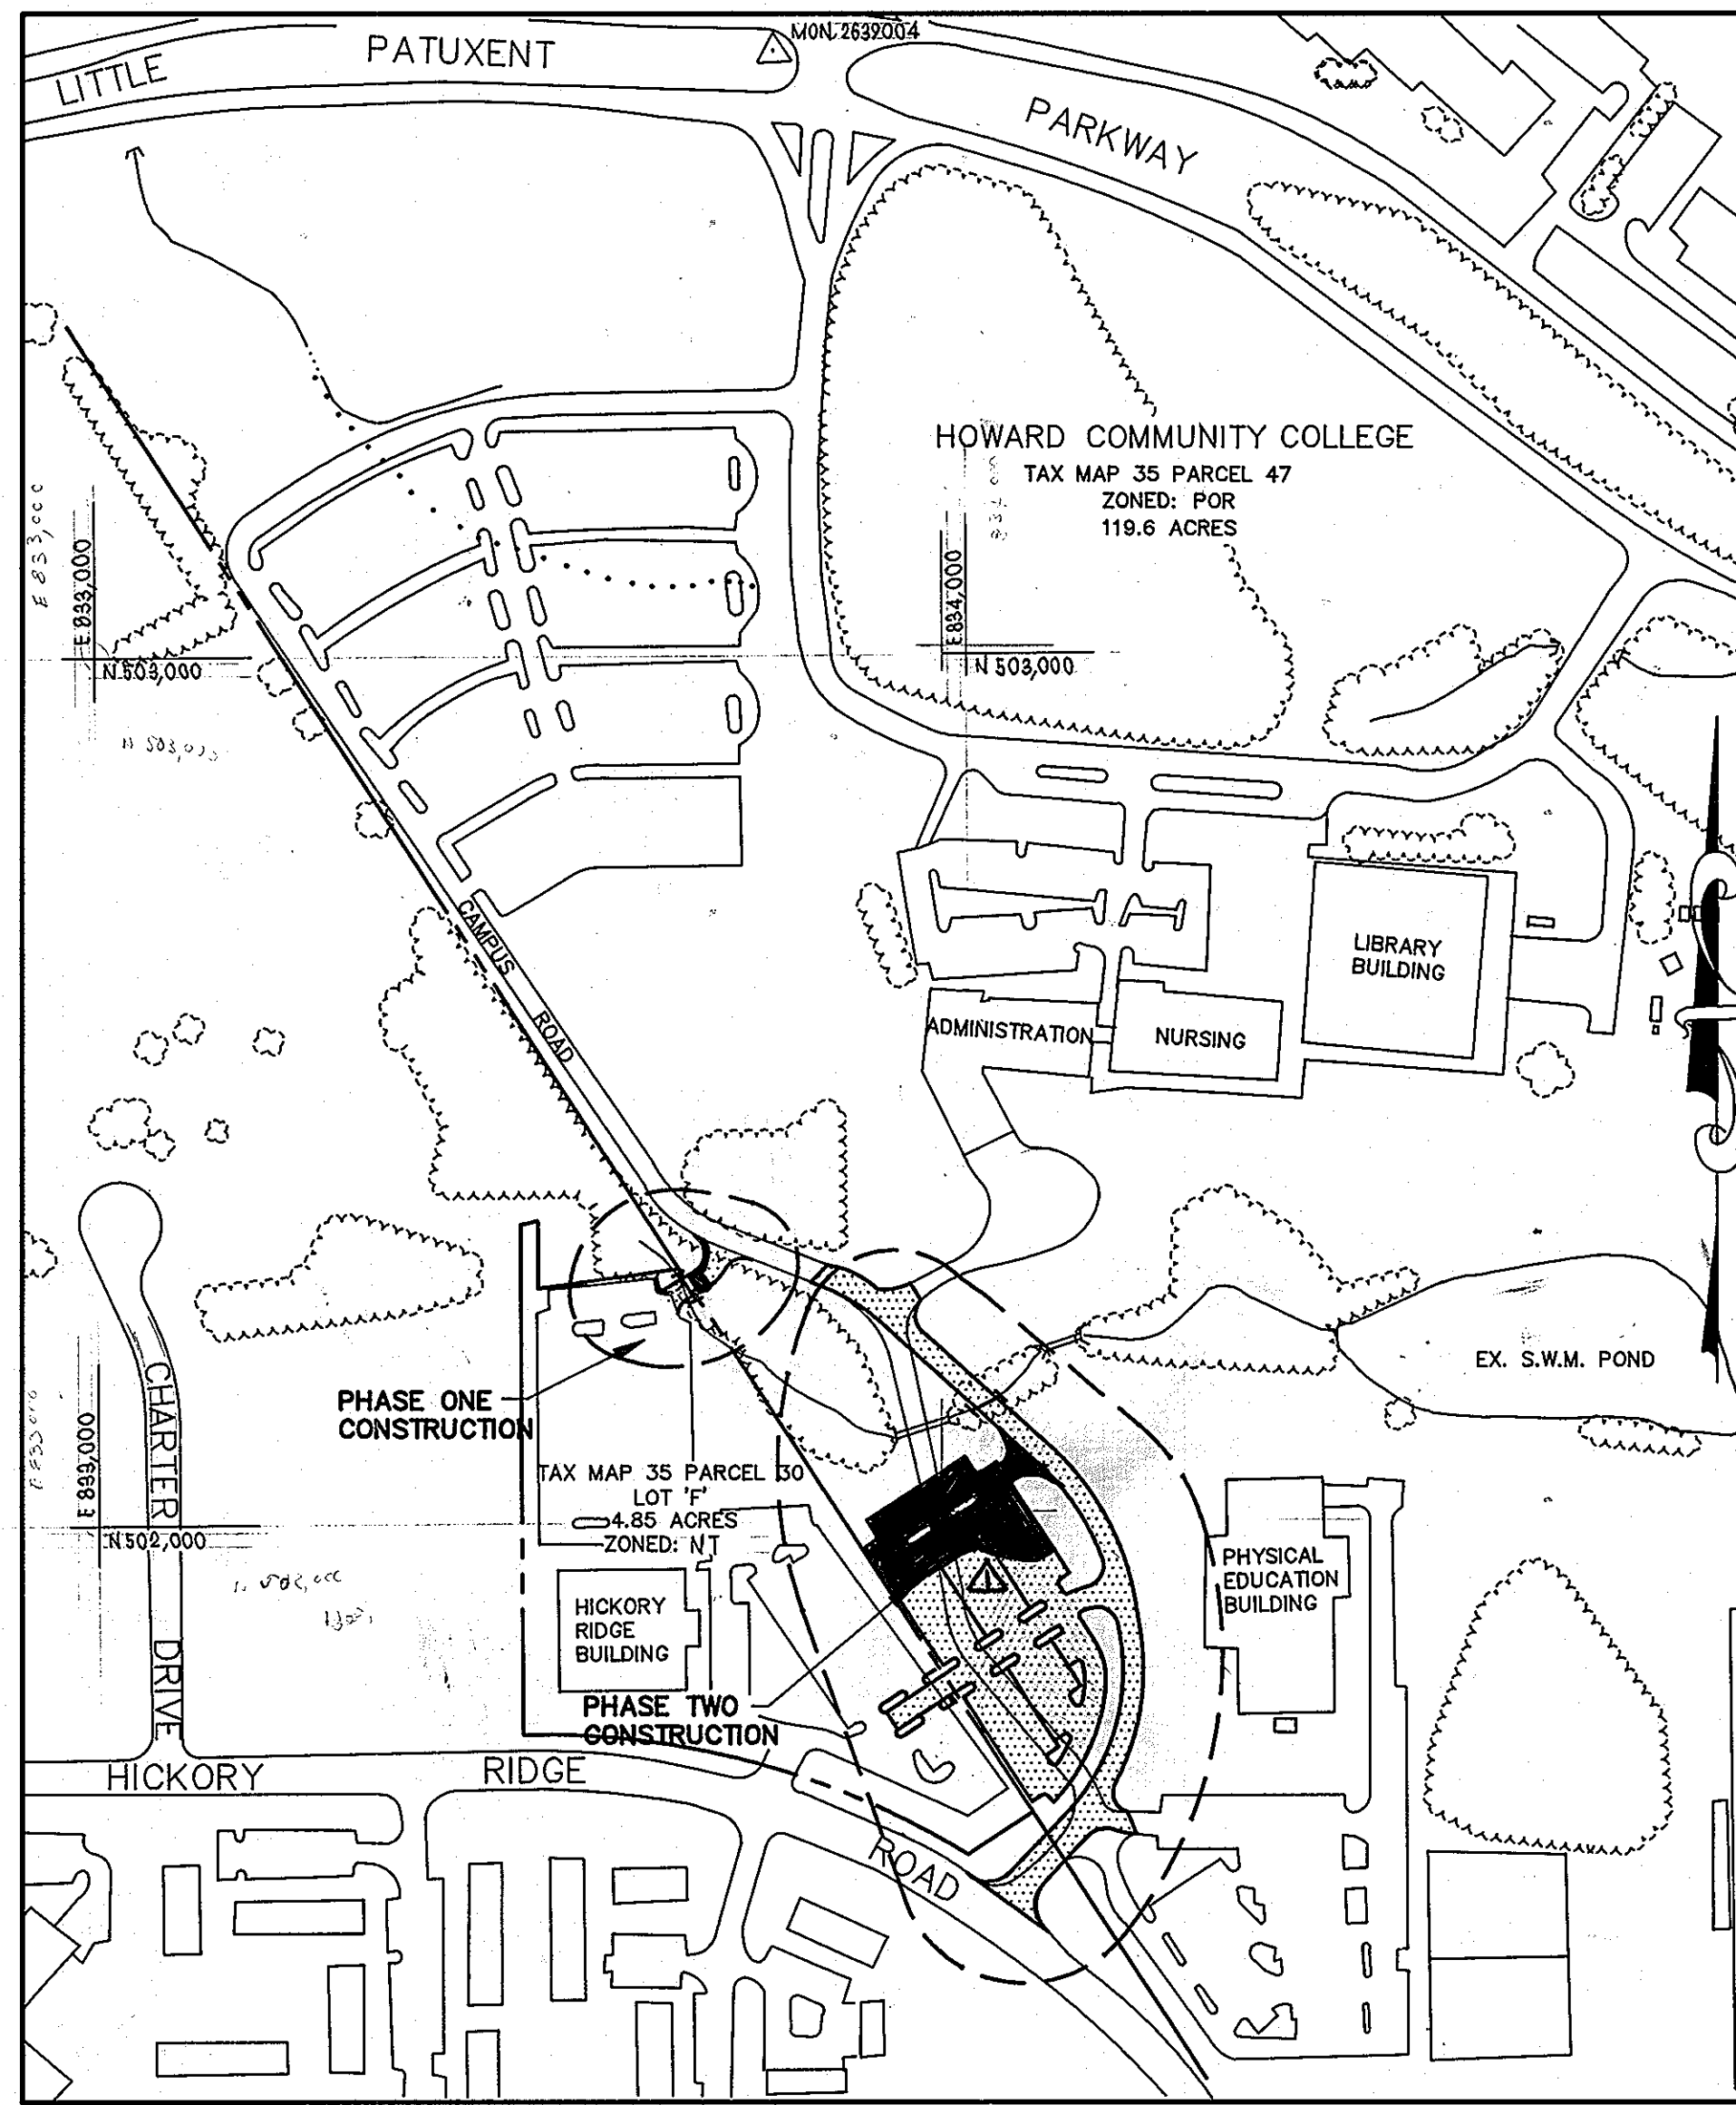 MON. 2639004
LITTLE
PATUXENT
PARKWAY
HOWARD COMMUNITY COLLEGE
TAX MAP 35 PARCEL 47
ZONED: POR
119.6 ACRES
E 833,000
E 833,000
N 503,000
E 834,000
N 503,000
CAMPUS
ROAD
LIBRARY
BUILDING
ADMINISTRATION
NURSING
EX. S.W.M. POND
PHASE ONE
CONSTRUCTION
CHARTER
DRIVE
E 833,000
N 502,000
TAX MAP 35 PARCEL 30
LOT 'F'
4.85 ACRES
ZONED: NT
HICKORY
RIDGE
BUILDING
1
PHYSICAL
EDUCATION
BUILDING
PHASE TWO
CONSTRUCTION
HICKORY
RIDGE
ROAD